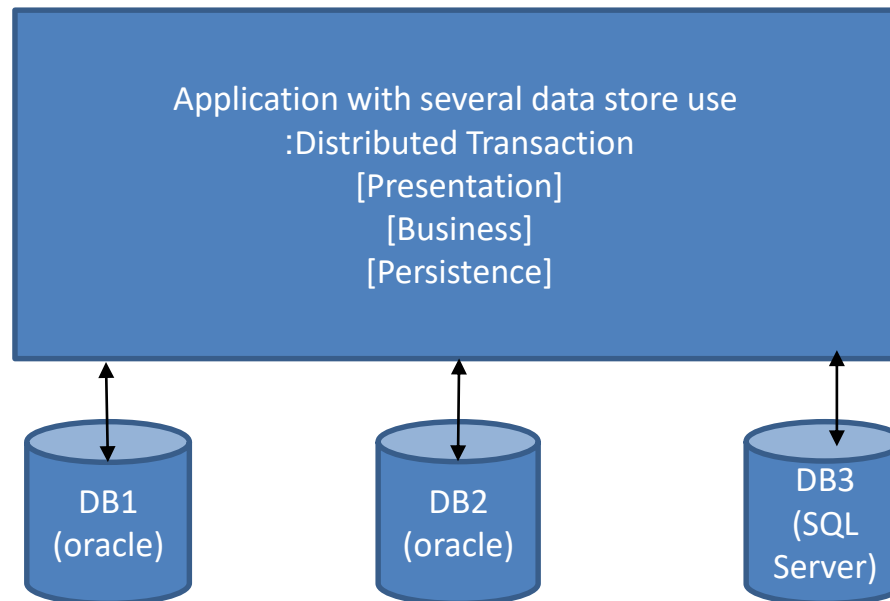 Application with several data store use
:Distributed Transaction
[Presentation]
[Business]
[Persistence]
DB1
(oracle)
DB2
(oracle)
DB3
(SQL
Server)